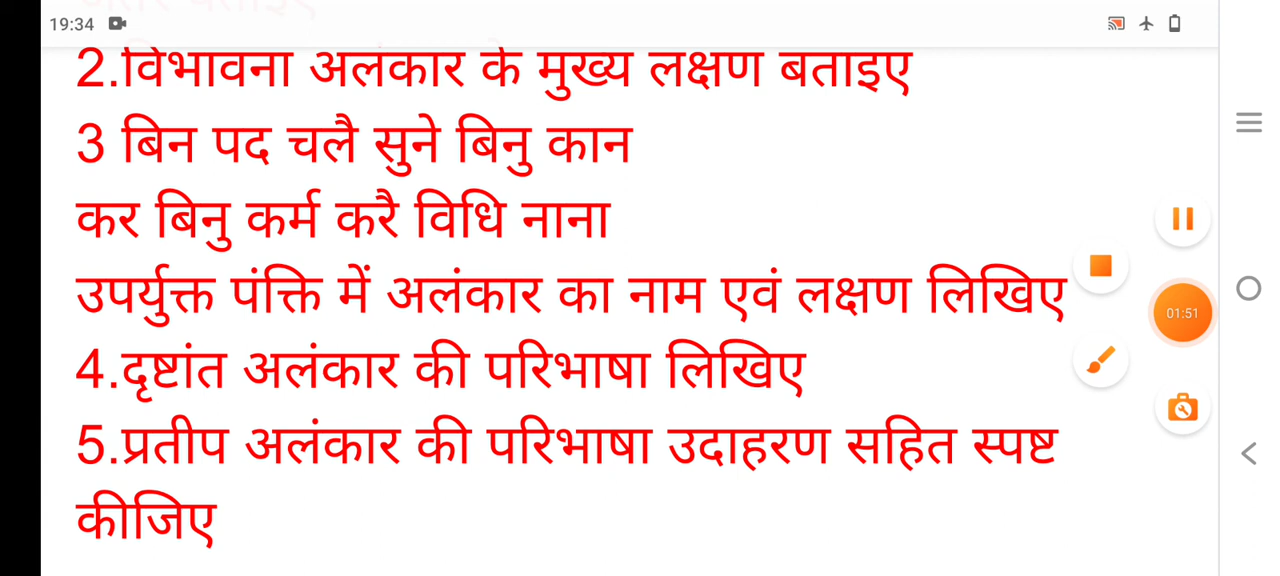 19:34
2.विभावना अलंकार के मुख्य लक्षण बताइए
3 बिन पद चलै सुने बिनु कान
कर बिनु कर्म करै विधि नाना
उपर्युक्त पंक्ति में अलंकार का नाम एवं लक्षण लिखिए
4.दृष्टांत अलंकार की परिभाषा लिखिए
5.प्रतीप अलंकार की परिभाषा उदाहरण सहित स्पष्ट
कीजिए
01:51